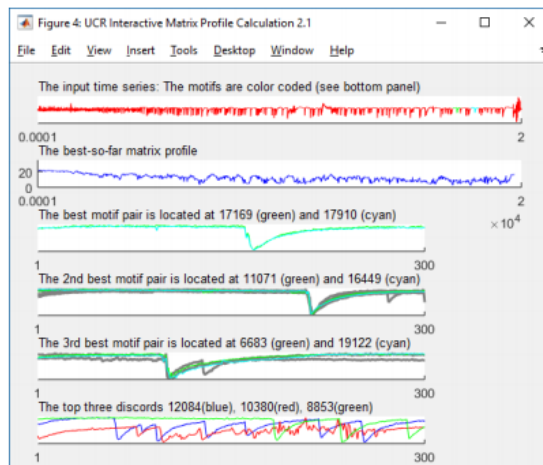 Figure 4: UCR Interactive Matrix Profile Calculation 2.1
File Edit View Insert Tools Desktop Window Help
The input time series: The motifs are color coded (see bottom panel)
0.0001 2
The best-so-far matrix profile
20
0
0.0001 2
× 10⁴
The best motif pair is located at 17169 (green) and 17910 (cyan)
1 300
The 2nd best motif pair is located at 11071 (green) and 16449 (cyan)
1 300
The 3rd best motif pair is located at 6683 (green) and 19122 (cyan)
1 300
The top three discords 12084(blue), 10380(red), 8853(green)
1 300